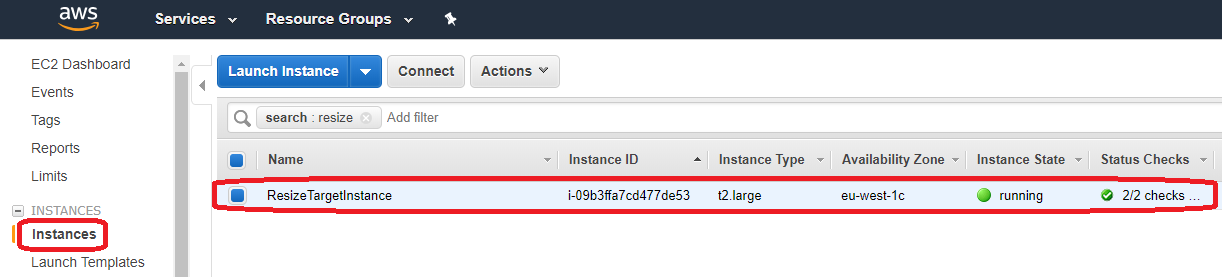 aws Services Resource Groups
EC2 Dashboard
Events
Tags
Reports
Limits
INSTANCES
Instances
Launch Templates
Launch Instance Connect Actions
search : resize Add filter
Name Instance ID Instance Type Availability Zone Instance State Status Checks
ResizeTargetInstance i-09b3ffa7cd477de53 t2.large eu-west-1c running 2/2 checks ...